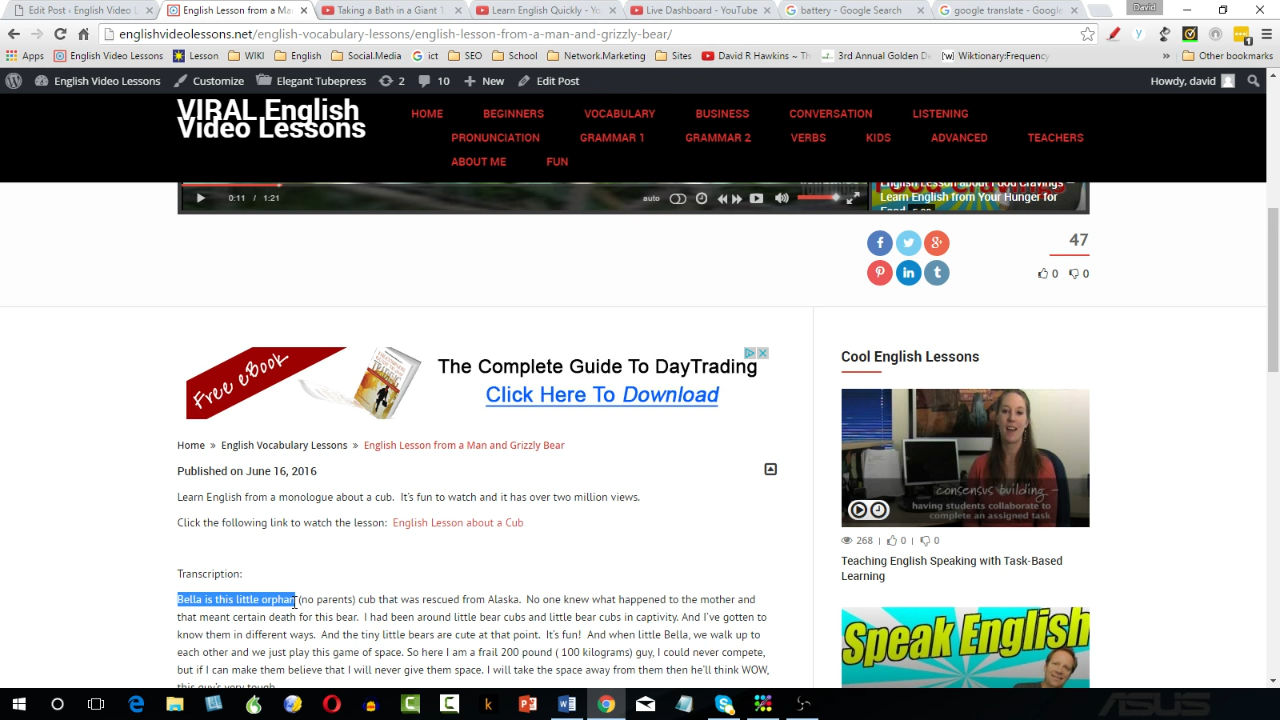 Edit Post ‹ English Video L
English Lesson from a Ma
Taking a Bath in a Giant T
Learn English Quickly - Yo
Live Dashboard - YouTube
battery - Google Search
google translate - Google
David
englishvideolessons.net/english-vocabulary-lessons/english-lesson-from-a-man-and-grizzly-bear/
Apps
English Video Lessons
Lesson
WIKI
English
Social.Media
ict
SEO
School
Network.Marketing
Sites
David R Hawkins ~ Th
3rd Annual Golden De
Wiktionary:Frequency
»
Other bookmarks
English Video Lessons
Customize
Elegant Tubepress
2
10
New
Edit Post
Howdy, david
VIRAL English
Video Lessons
HOME
BEGINNERS
VOCABULARY
BUSINESS
CONVERSATION
LISTENING
PRONUNCIATION
GRAMMAR 1
GRAMMAR 2
VERBS
KIDS
ADVANCED
TEACHERS
ABOUT ME
FUN
0:11 / 1:21
auto
English Lesson about Food Cravings –
Learn English from Your Hunger for
Food
47
0 0
Free eBook
The Complete Guide To DayTrading
Click Here To Download
Home » English Vocabulary Lessons » English Lesson from a Man and Grizzly Bear
Published on June 16, 2016
Learn English from a monologue about a cub. It's fun to watch and it has over two million views.
Click the following link to watch the lesson: English Lesson about a Cub
Transcription:
Bella is this little orphan (no parents) cub that was rescued from Alaska. No one knew what happened to the mother and
that meant certain death for this bear. I had been around little bear cubs and little bear cubs in captivity. And I've gotten to
know them in different ways. And the tiny little bears are cute at that point. It's fun! And when little Bella, we walk up to
each other and we just play this game of space. So here I am a frail 200 pound ( 100 kilograms) guy, I could never compete,
but if I can make them believe that I will never give them space. I will take the space away from them then he'll think WOW,
this guy's very tough.
Cool English Lessons
consensus building –
having students collaborate to
complete an assigned task
268 | 0 | 0
Teaching English Speaking with Task-Based
Learning
Speak English
ASUS